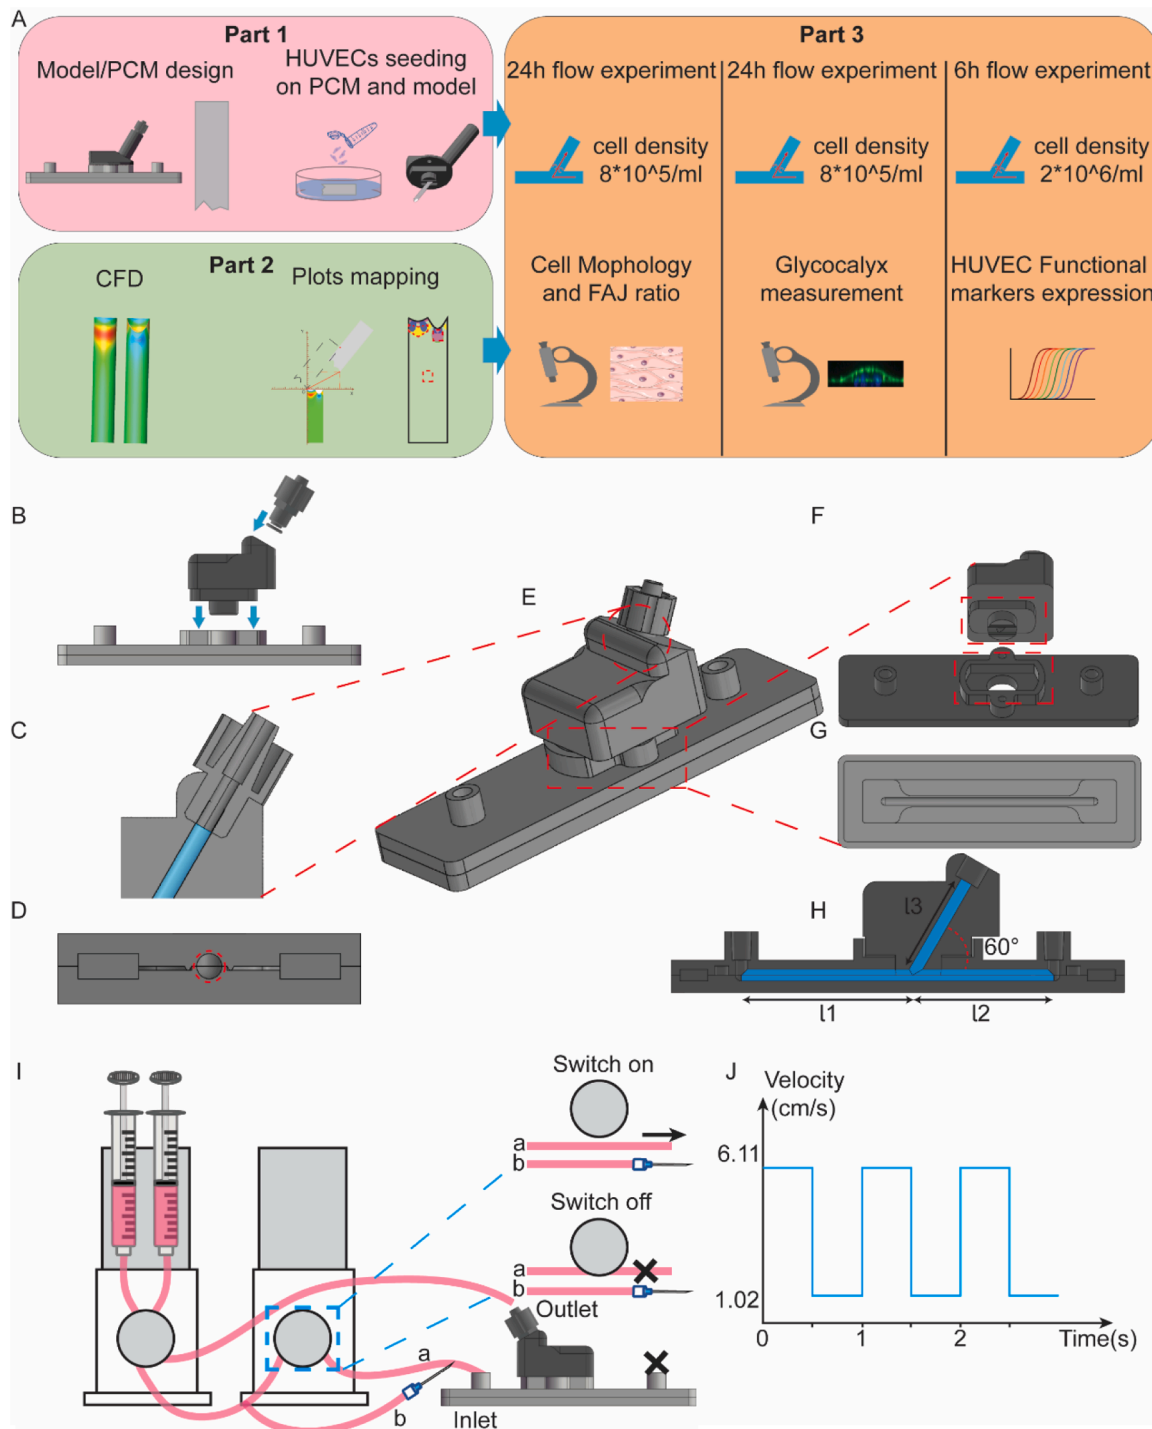 A
Part 1
Model/PCM design
HUVECs seeding
on PCM and model
Part 2
CFD
Plots mapping
Part 3
24h flow experiment
cell density
8*10^5/ml
Cell Mophology
and FAJ ratio
24h flow experiment
cell density
8*10^5/ml
Glycocalyx
measurement
6h flow experiment
cell density
2*10^6/ml
HUVEC Functional
markers expression
B
C
D
E
F
G
H
l3
60°
l1
l2
I
Switch on
a
b
Switch off
a
b
Outlet
a
b
Inlet
J
Velocity
(cm/s)
6.11
1.02
0
1
2
Time(s)